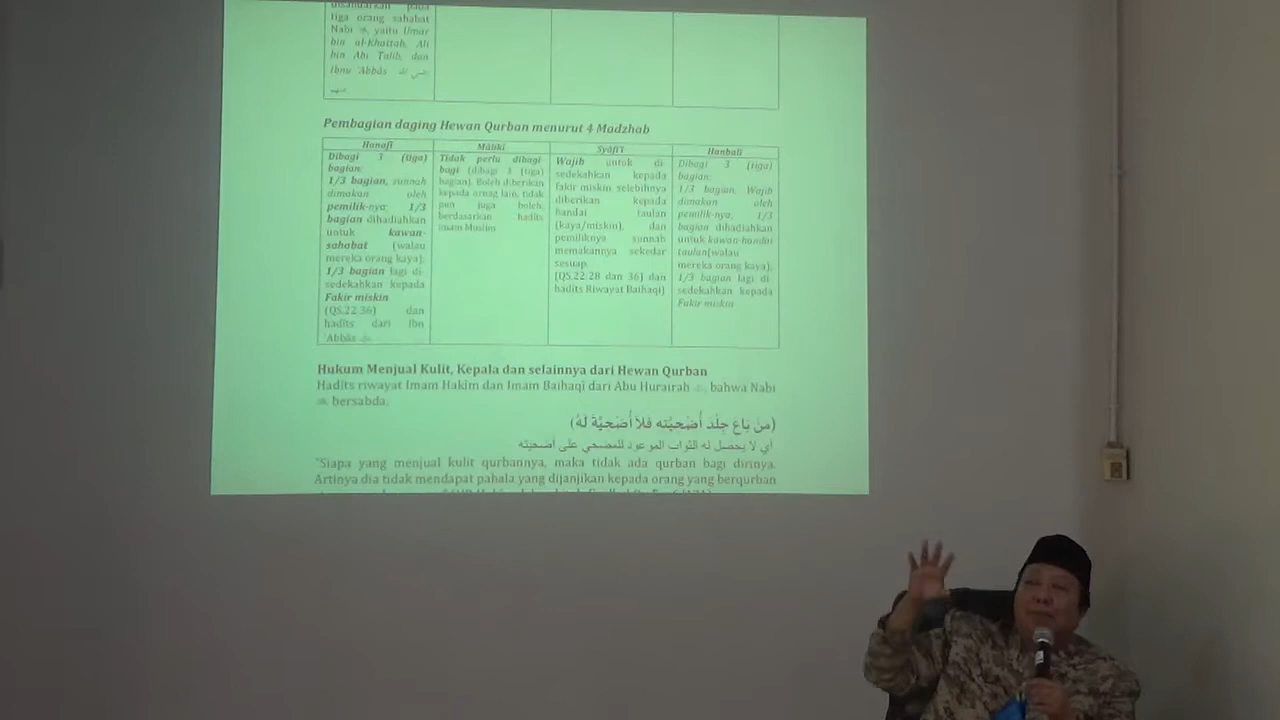 disandarkan pada
tiga orang sahabat
Nabi ﷺ, yaitu Umar
bin al-Khattab, Ali
bin Abi Talib, dan
Ibnu 'Abbas رضي الله
عنهم
Pembagian daging Hewan Qurban menurut 4 Madzhab
Hanafi
Dibagi 3 (tiga)
bagian:
1/3 bagian, sunnah
dimakan oleh
pemilik-nya; 1/3
bagian dihadiahkan
untuk kawan-
sahabat (walau
mereka orang kaya);
1/3 bagian lagi di-
sedekahkan kepada
Fakir miskin
(QS.22:36) dan
hadits dari Ibn
'Abbās
Māliki
Tidak perlu dibagi
bagi (dibagi 3 (tiga)
bagian). Boleh diberikan
kepada ornag lain, tidak
pun juga boleh;
berdasarkan hadits
imam Muslim
Syāfi'ī
Wajib untuk di-
sedekahkan kepada
fakir miskin selebihnya
diberikan kepada
handai taulan
(kaya/miskin). dan
pemiliknya sunnah
memakannya sekedar
sesuap;
(QS.22:28 dan 36) dan
hadits Riwayat Baihaqi)
Hanbali
Dibagi 3 (tiga)
bagian:
1/3 bagian, Wajib
dimakan oleh
pemilik-nya; 1/3
bagian dihadiahkan
untuk kawan-handai
taulan(walau
mereka orang kaya);
1/3 bagian lagi di-
sedekahkan kepada
Fakir miskin
Hukum Menjual Kulit, Kepala dan selainnya dari Hewan Qurban
Hadits riwayat Imam Hakim dan Imam Baihaqī dari Abu Hurairah , bahwa Nabi
ﷺ bersabda,
(مَنْ بَاعَ جِلْدَ أُضْحِيَّتِه فَلَا أُضْحِيَّةَ لَهُ)
أي لا يحصل له الثواب الموعود للمضحي على أضحيته
"Siapa yang menjual kulit qurbannya, maka tidak ada qurban bagi dirinya.
Artinya dia tidak mendapat pahala yang dijanjikan kepada orang yang berqurban